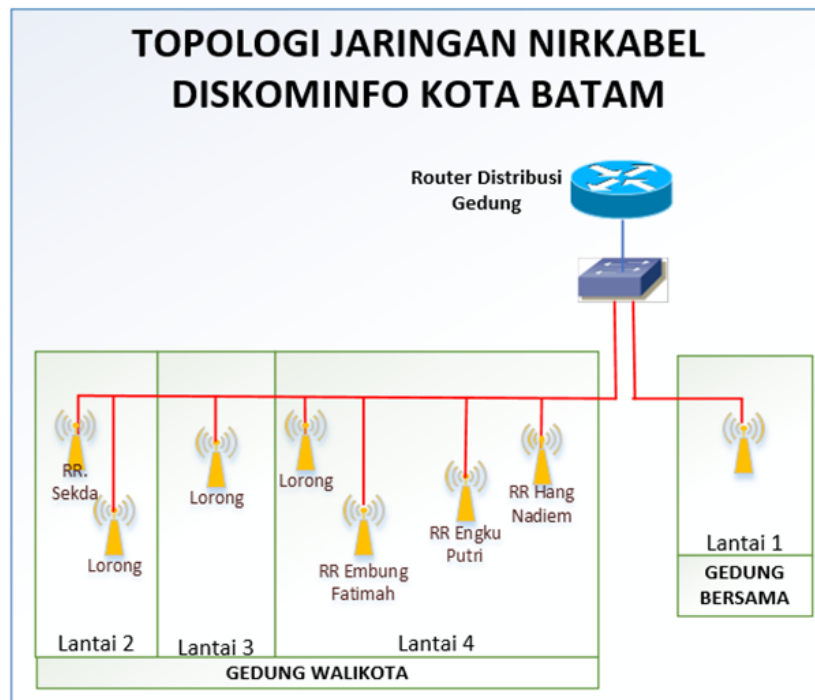 TOPOLOGI JARINGAN NIRKABEL
DISKOMINFO KOTA BATAM
Router Distribusi
Gedung
RR.
Sekda
Lorong
Lorong
Lorong
RR Embung
Fatimah
RR Engku
Putri
RR Hang
Nadiem
Lantai 2
Lantai 3
Lantai 4
GEDUNG WALIKOTA
Lantai 1
GEDUNG
BERSAMA